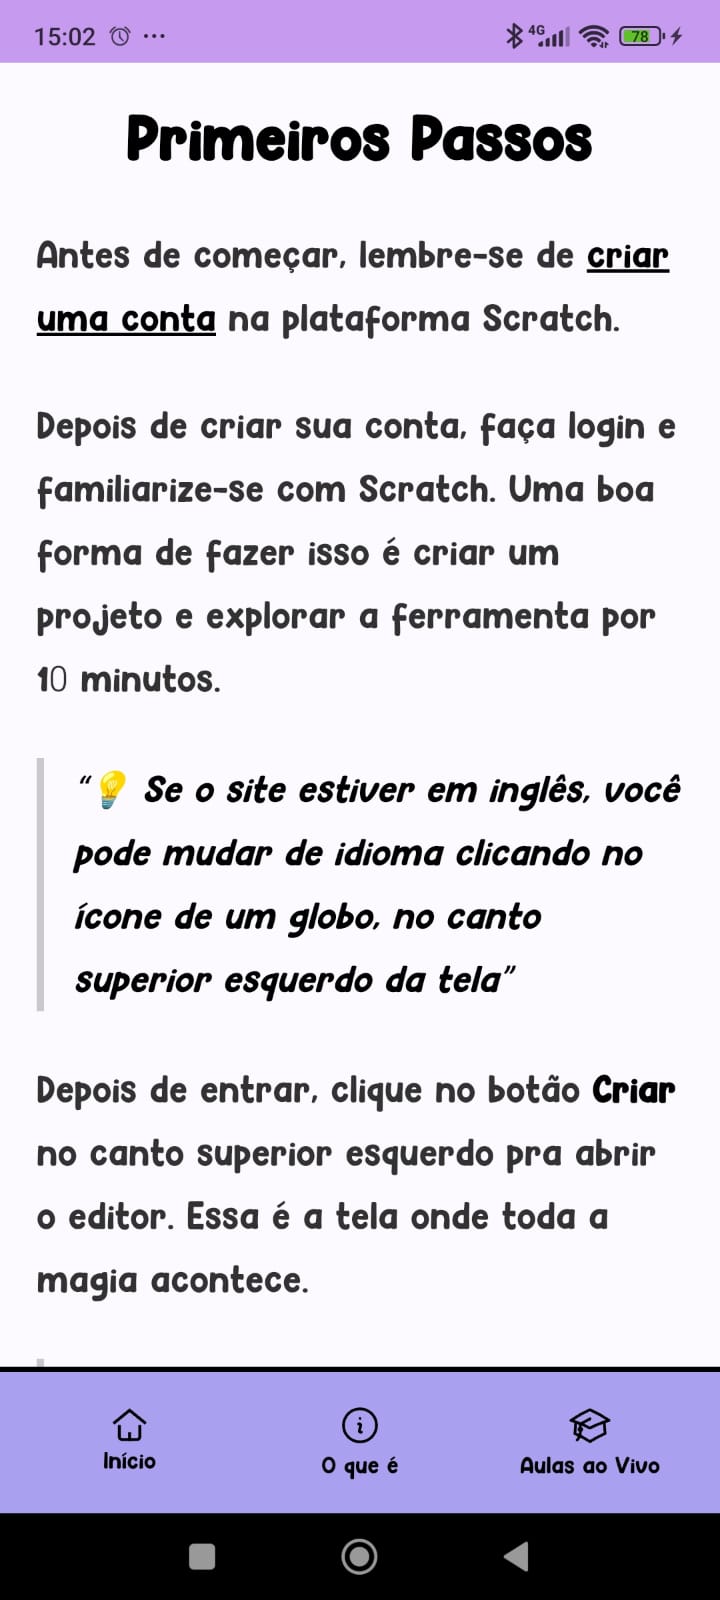 15:02
4G
78
Primeiros Passos
Antes de começar, lembre-se de criar
uma conta na plataforma Scratch.
Depois de criar sua conta, faça login e
familiarize-se com Scratch. Uma boa
forma de fazer isso é criar um
projeto e explorar a ferramenta por
10 minutos.
“💡 Se o site estiver em inglês, você
pode mudar de idioma clicando no
ícone de um globo, no canto
superior esquerdo da tela”
Depois de entrar, clique no botão Criar
no canto superior esquerdo pra abrir
o editor. Essa é a tela onde toda a
magia acontece.
Início
O que é
Aulas ao Vivo